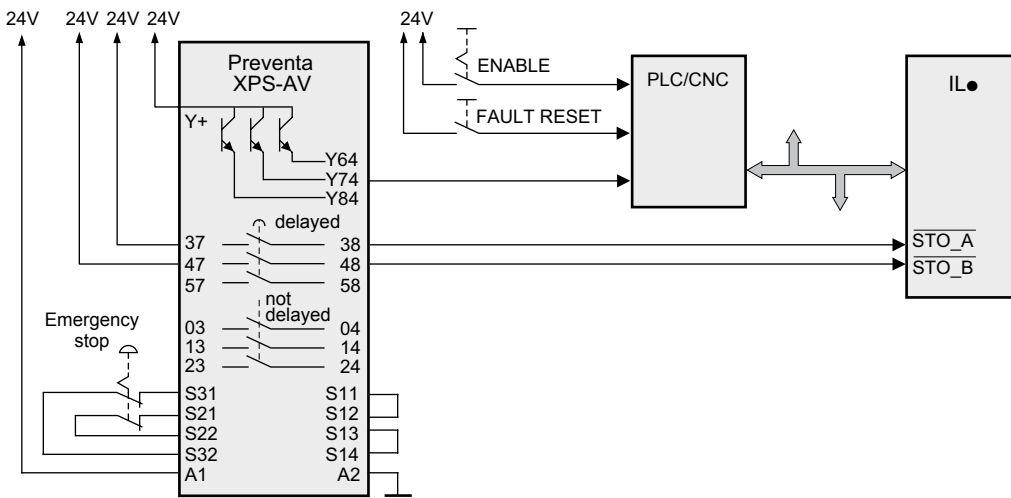 24V 24V 24V 24V 24V
Preventa
XPS-AV
ENABLE
FAULT RESET
PLC/CNC
IL●
Y+
Y64
Y74
Y84
delayed
37 38
47 48
57 58
STO_A
STO_B
not
delayed
03 04
13 14
23 24
Emergency
stop
S31 S11
S21 S12
S22 S13
S32 S14
A1 A2